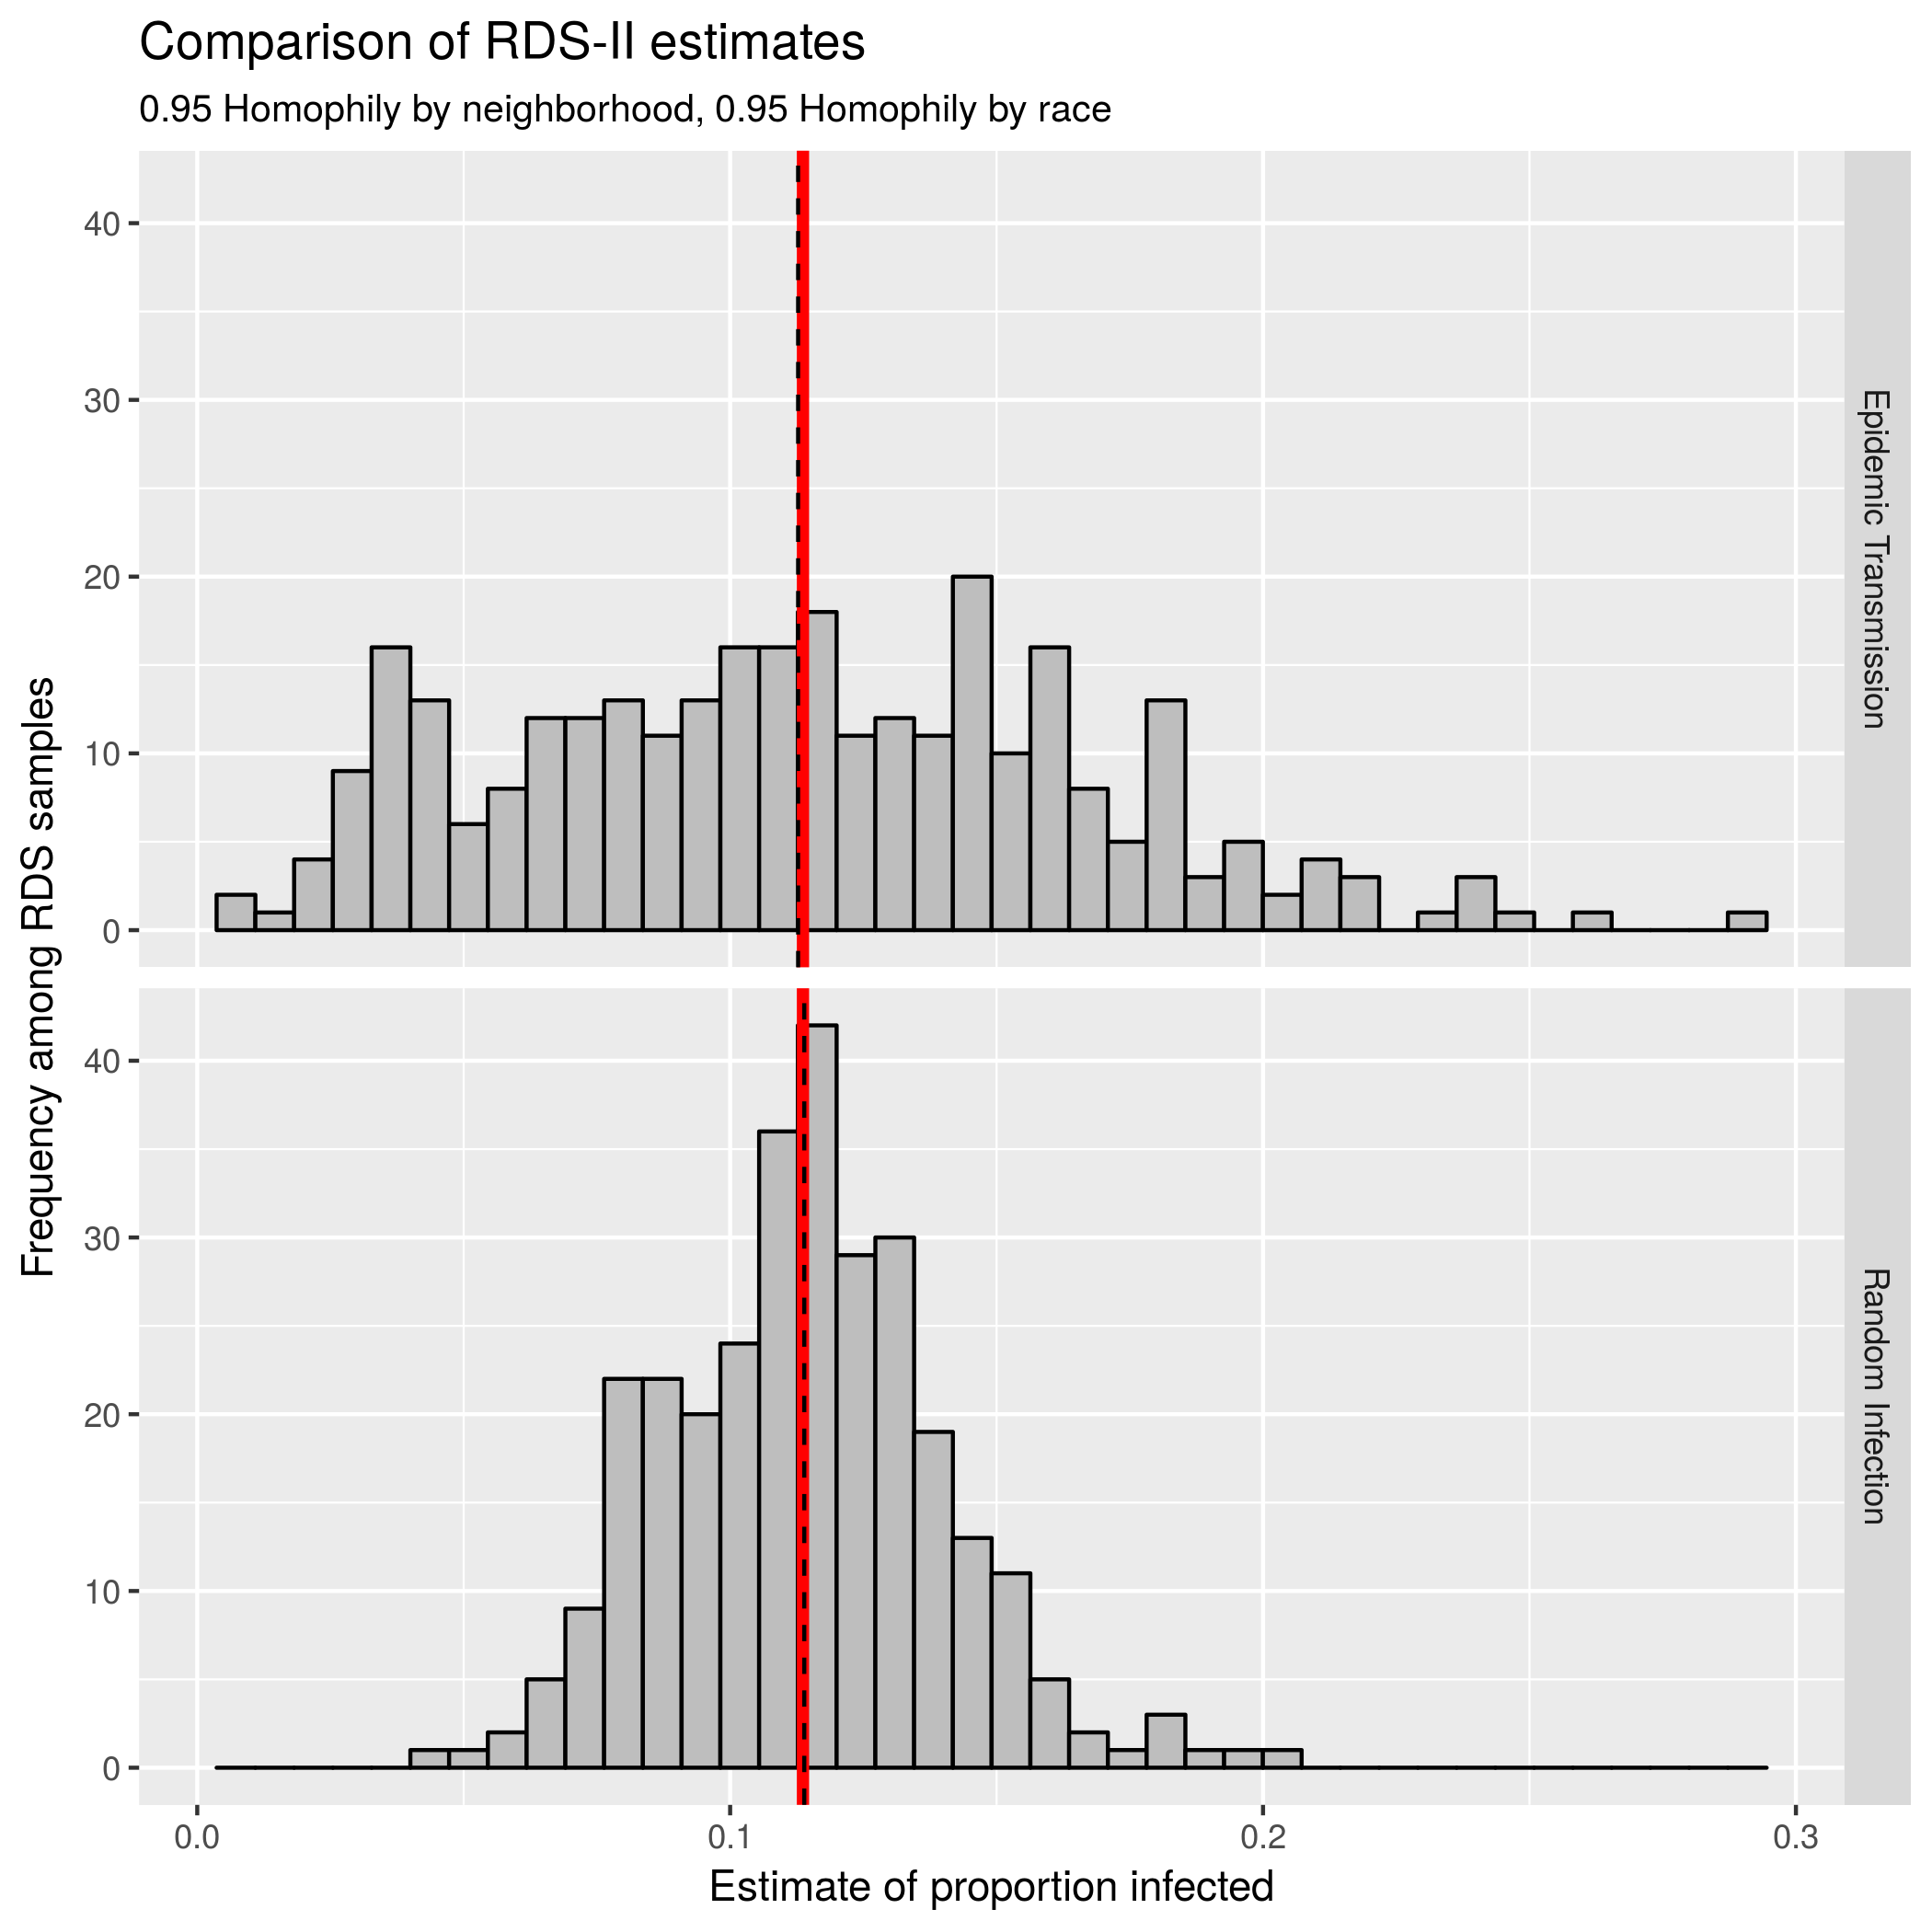 Comparison of RDS-II estimates
0.95 Homophily by neighborhood, 0.95 Homophily by race
Frequency among RDS samples
40
30
20
10
0
Epidemic Transmission
40
30
20
10
0
Random Infection
0.0
0.1
0.2
0.3
Estimate of proportion infected